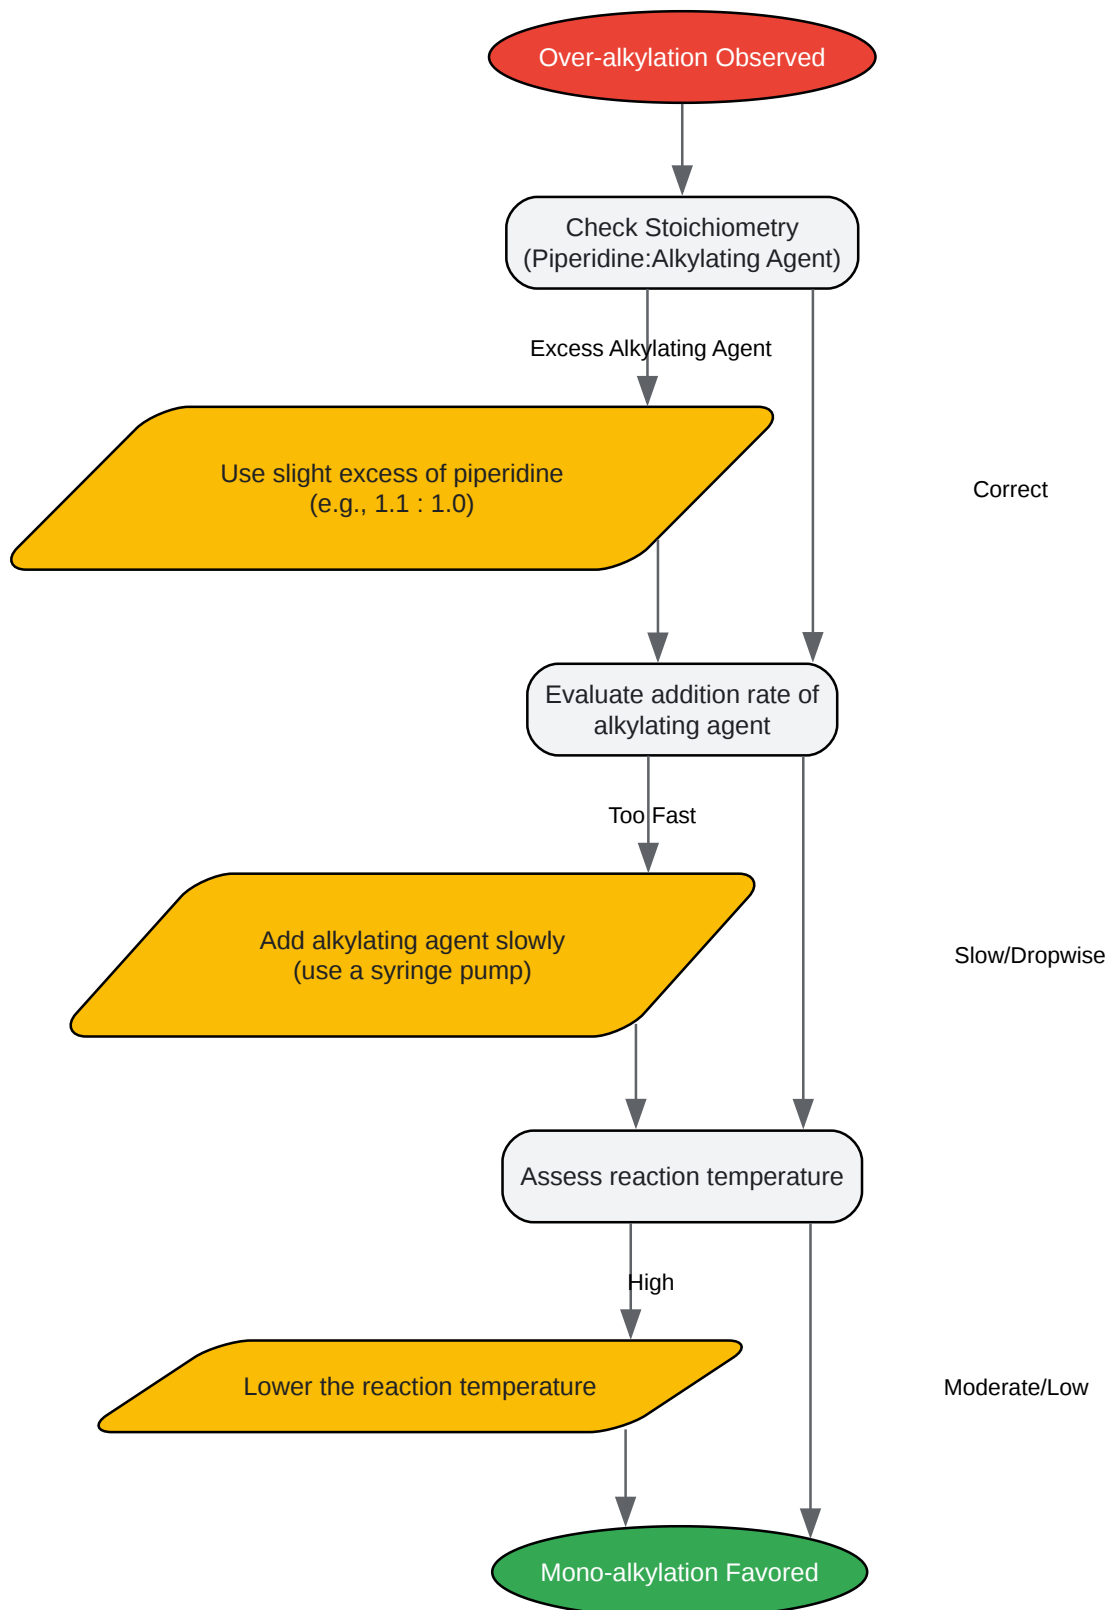 Over-alkylation Observed
Check Stoichiometry
(Piperidine:Alkylating Agent)
Excess Alkylating Agent
Use slight excess of piperidine
(e.g., 1.1 : 1.0)
Correct
Evaluate addition rate of
alkylating agent
Too Fast
Add alkylating agent slowly
(use a syringe pump)
Slow/Dropwise
Assess reaction temperature
High
Lower the reaction temperature
Moderate/Low
Mono-alkylation Favored